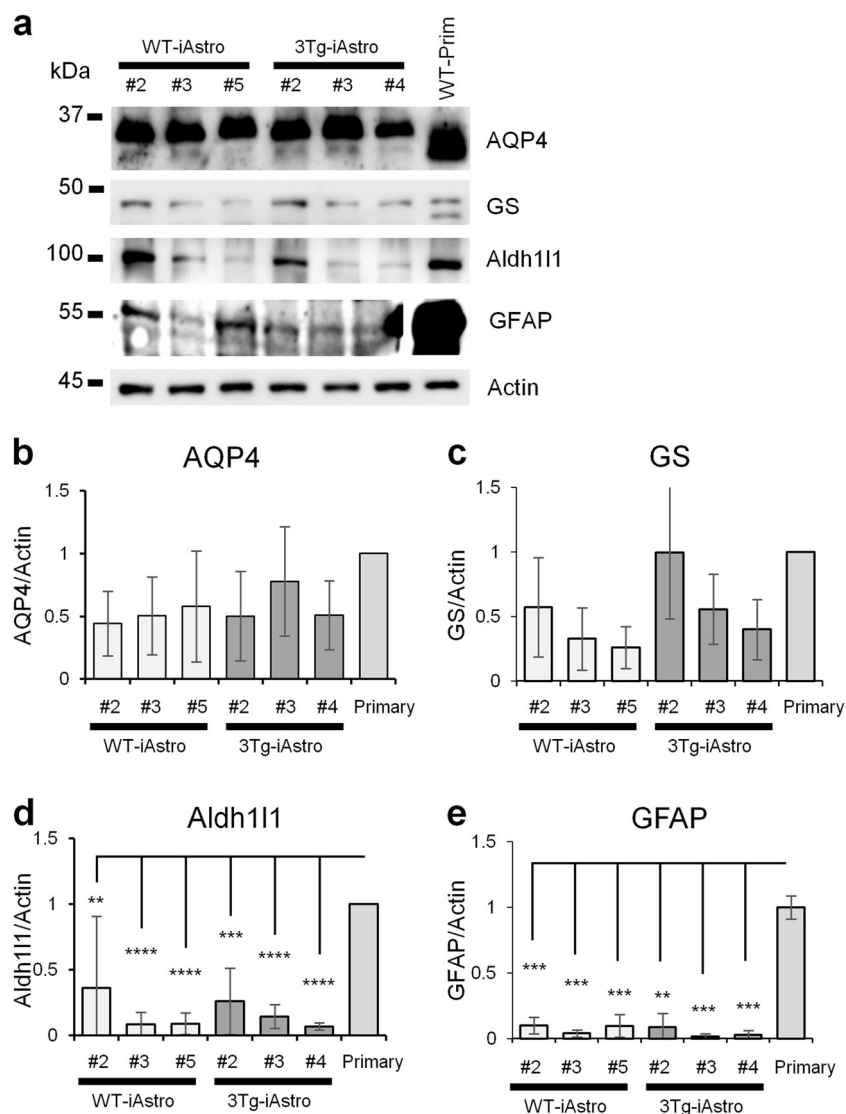 a
WT-iAstro 3Tg-iAstro WT-Prim
kDa #2 #3 #5 #2 #3 #4
37 AQP4
50 GS
100 Aldh1l1
55 GFAP
45 Actin
b AQP4
AQP4/Actin
1.5
1
0.5
0
#2 #3 #5 #2 #3 #4 Primary
WT-iAstro 3Tg-iAstro
c GS
GS/Actin
1.5
1
0.5
0
#2 #3 #5 #2 #3 #4 Primary
WT-iAstro 3Tg-iAstro
d Aldh1l1
Aldh1l1/Actin
1.5
1
0.5
0
** **** **** *** **** ****
#2 #3 #5 #2 #3 #4 Primary
WT-iAstro 3Tg-iAstro
e GFAP
GFAP/Actin
1.5
1
0.5
0
*** *** *** ** *** ***
#2 #3 #5 #2 #3 #4 Primary
WT-iAstro 3Tg-iAstro